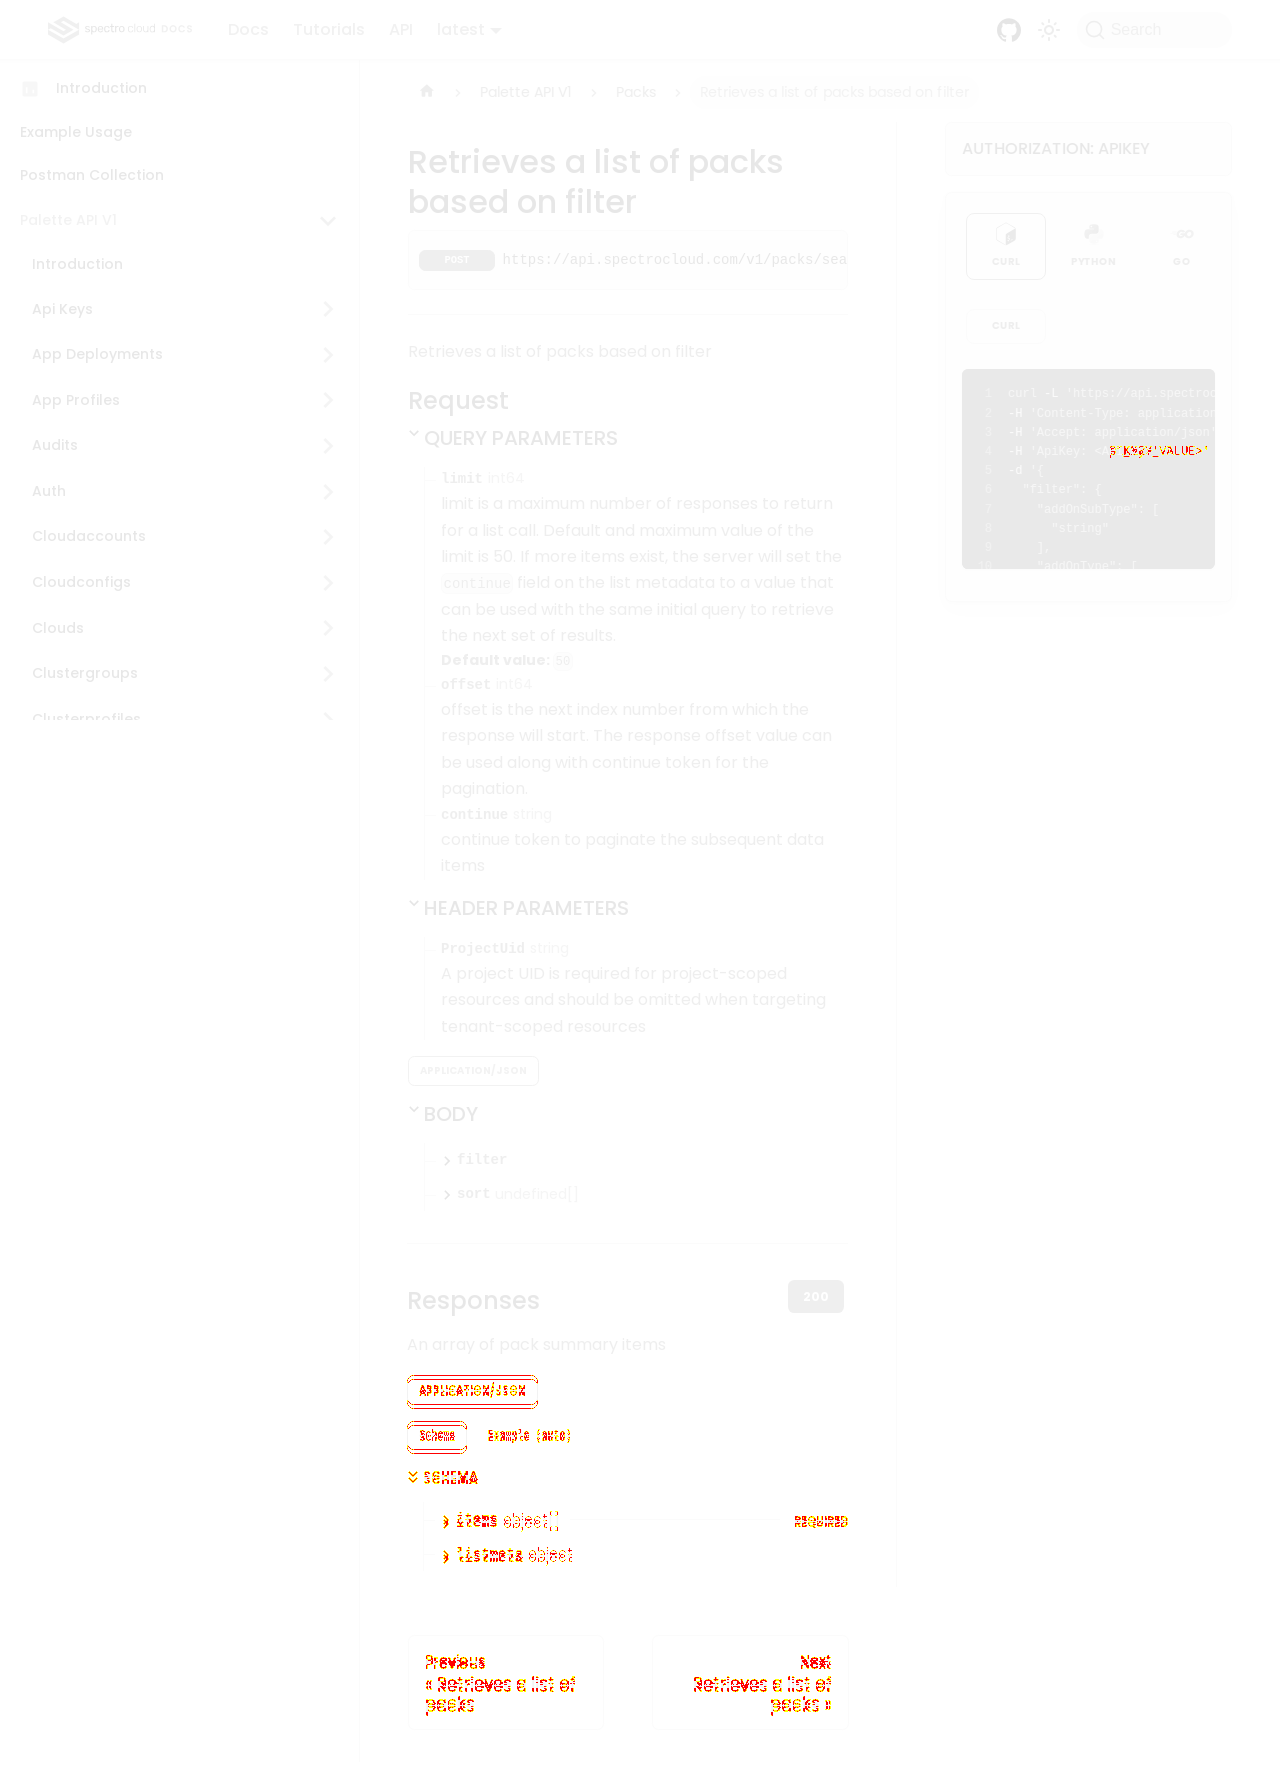 spectro cloud DOCS
Docs
Tutorials
API
latest
Search
Introduction
Example Usage
Postman Collection
Palette API V1
Introduction
Api Keys
App Deployments
App Profiles
Audits
Auth
Cloudaccounts
Cloudconfigs
Clouds
Clustergroups
Clusterprofiles
Palette API V1
Packs
Retrieves a list of packs based on filter
Retrieves a list of packs
based on filter
POST
https://api.spectrocloud.com/v1/packs/sea
Retrieves a list of packs based on filter
Request
QUERY PARAMETERS
limit int64
limit is a maximum number of responses to return
for a list call. Default and maximum value of the
limit is 50. If more items exist, the server will set the
continue field on the list metadata to a value that
can be used with the same initial query to retrieve
the next set of results.
Default value: 50
offset int64
offset is the next index number from which the
response will start. The response offset value can
be used along with continue token for the
pagination.
continue string
continue token to paginate the subsequent data
items
HEADER PARAMETERS
ProjectUid string
A project UID is required for project-scoped
resources and should be omitted when targeting
tenant-scoped resources
APPLICATION/JSON
BODY
filter
sort undefined[]
Responses
200
An array of pack summary items
APPLICATION/JSON
Schema
Example (auto)
SCHEMA
items object[]
REQUIRED
listmeta object
Previous
« Retrieves a list of
packs
Next
Retrieves a list of
packs »
AUTHORIZATION: APIKEY
CURL
PYTHON
GO
CURL
1 curl -L 'https://api.spectroc
2 -H 'Content-Type: application
3 -H 'Accept: application/json'
4 -H 'ApiKey:
5 -d '{
6 "filter": {
7 "addOnSubType": [
8 "string"
9 ],
10 "addOnType": [